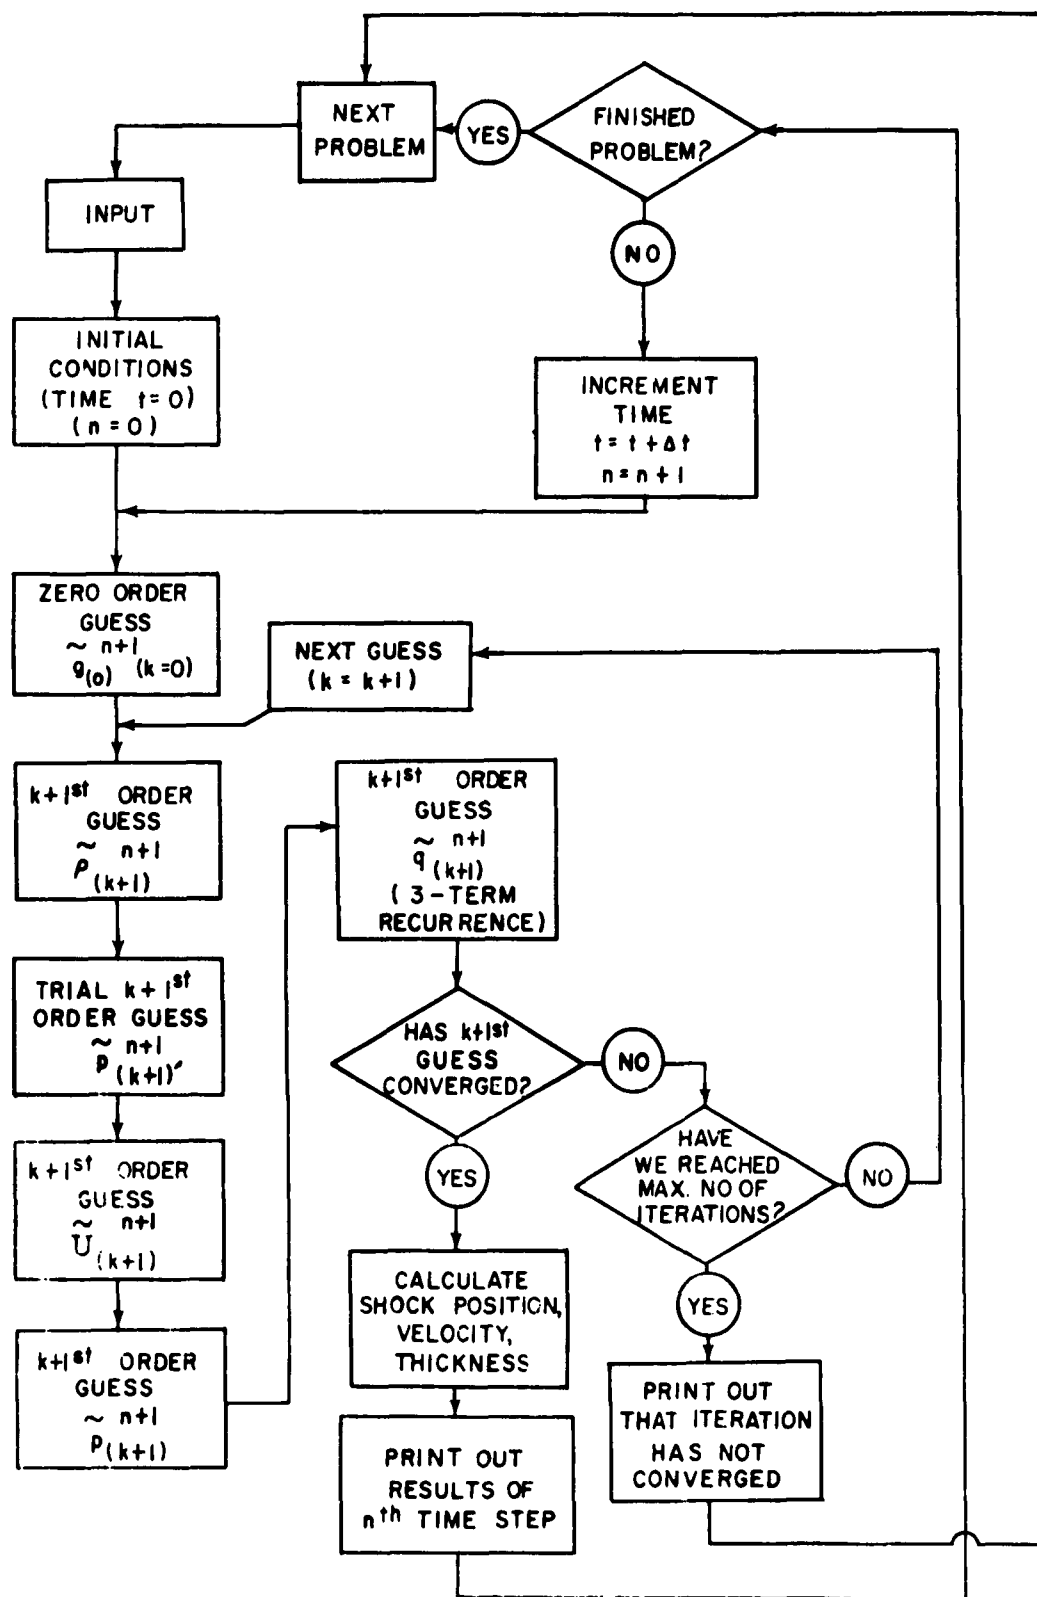 NEXT
PROBLEM
YES
FINISHED
PROBLEM?
NO
INPUT
INITIAL
CONDITIONS
(TIME t=0)
(n=0)
INCREMENT
TIME
t = t + Δt
n = n + 1
ZERO ORDER
GUESS
~ n+1
q(o) (k=0)
NEXT GUESS
(k = k+1)
k+1st ORDER
GUESS
~ n+1
ρ(k+1)
TRIAL k+1st
ORDER GUESS
~ n+1
p(k+1)'
k+1st ORDER
GUESS
~ n+1
U(k+1)
k+1st ORDER
GUESS
~ n+1
p(k+1)
k+1st ORDER
GUESS
~ n+1
q(k+1)
(3-TERM
RECURRENCE)
HAS k+1st
GUESS
CONVERGED?
NO
YES
HAVE
WE REACHED
MAX. NO OF
ITERATIONS?
NO
YES
CALCULATE
SHOCK POSITION,
VELOCITY,
THICKNESS
PRINT OUT
RESULTS OF
nth TIME STEP
PRINT OUT
THAT ITERATION
HAS NOT
CONVERGED